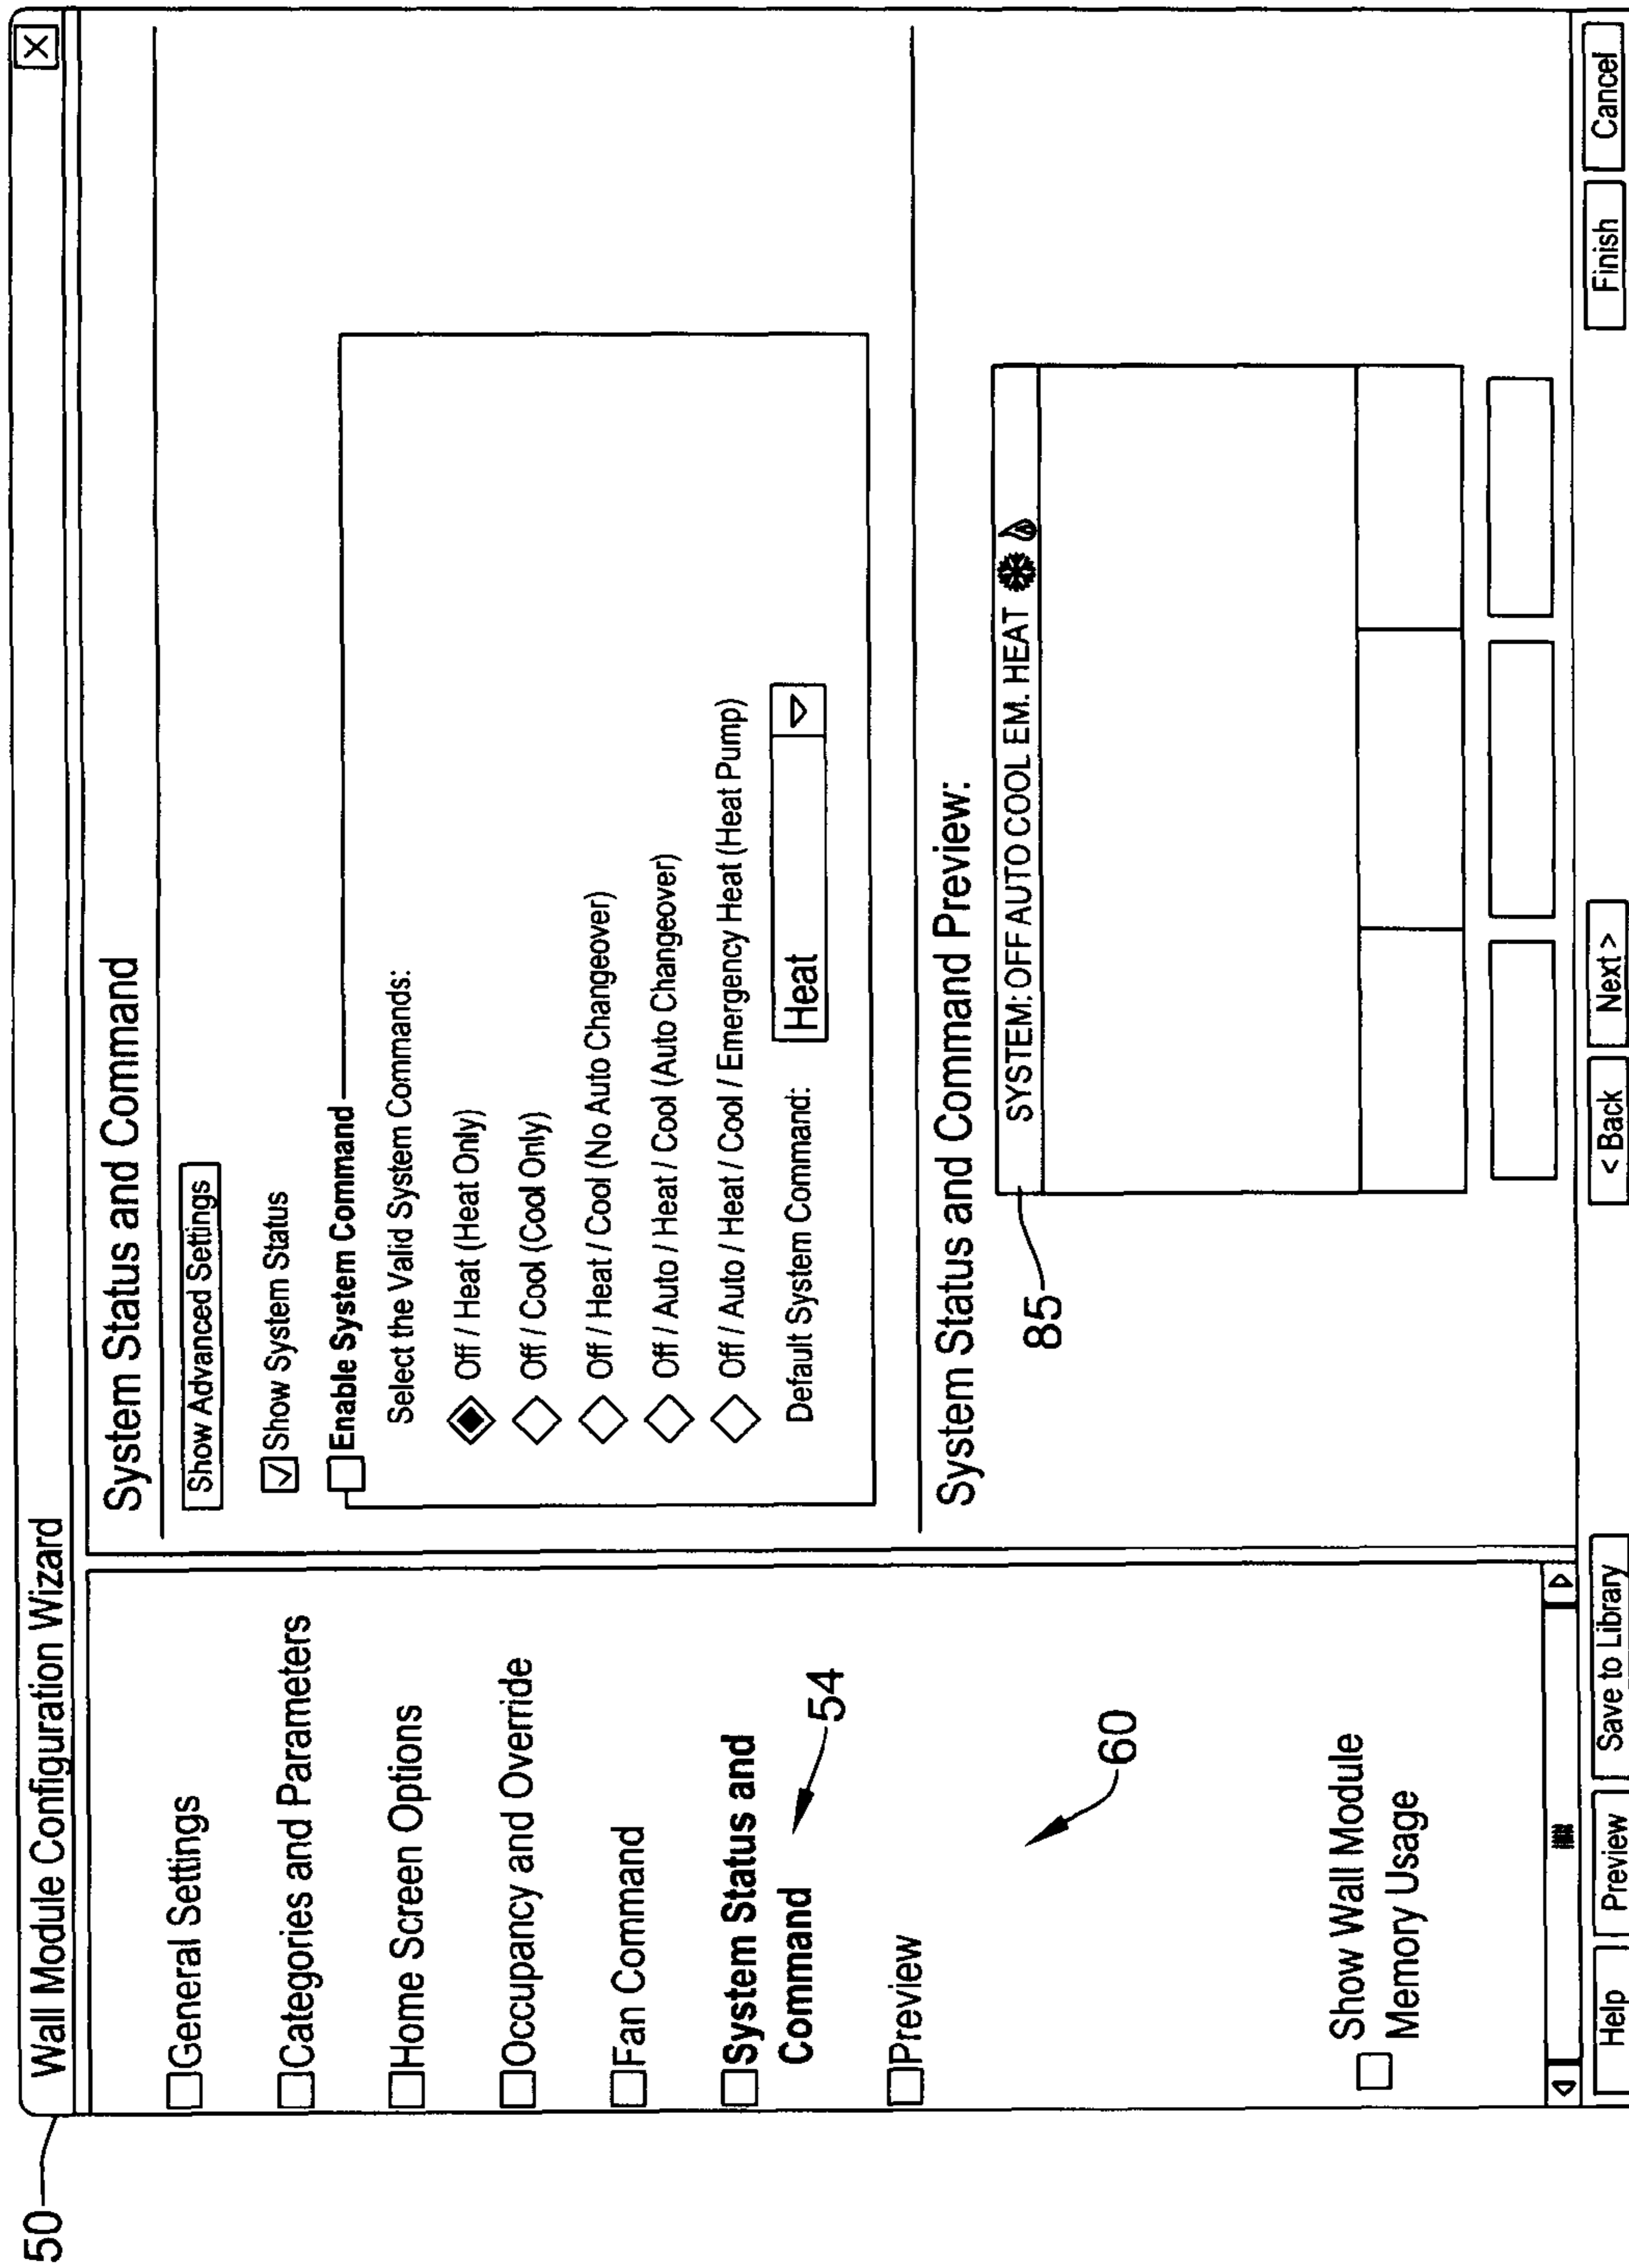 50
Wall Module Configuration Wizard
X
General Settings
Categories and Parameters
Home Screen Options
Occupancy and Override
Fan Command
System Status and
Command
54
Preview
60
Show Wall Module
Memory Usage
System Status and Command
Show Advanced Settings
Show System Status
Enable System Command
Select the Valid System Commands:
Off / Heat (Heat Only)
Off / Cool (Cool Only)
Off / Heat / Cool (No Auto Changeover)
Off / Auto / Heat / Cool (Auto Changeover)
Off / Auto / Heat / Cool / Emergency Heat (Heat Pump)
Default System Command: Heat
System Status and Command Preview:
85
SYSTEM: OFF AUTO COOL EM. HEAT
Help Preview Save to Library < Back Next > Finish Cancel